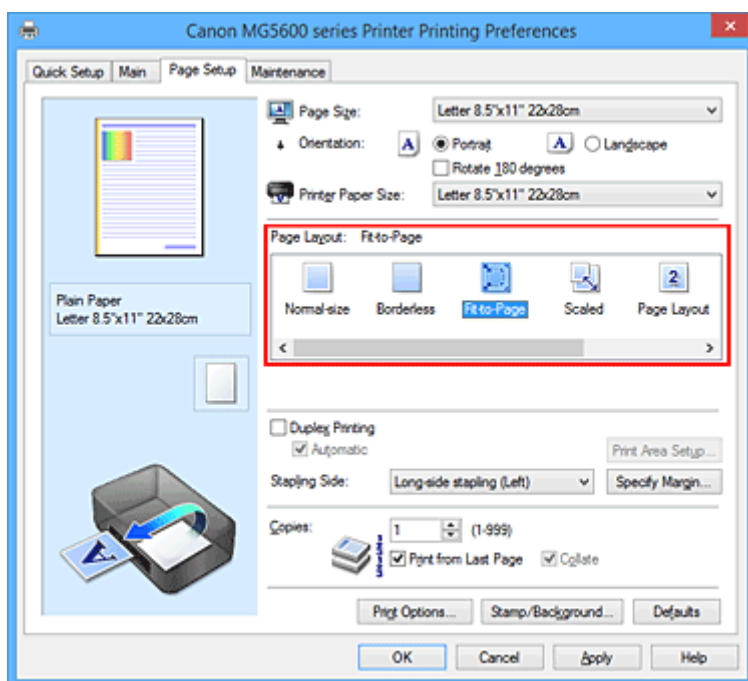 Canon MG5600 series Printer Printing Preferences
Quick Setup Main Page Setup Maintenance
Page Size: Letter 8.5"x11" 22x28cm
Orientation: A Portrait A Landscape
Rotate 180 degrees
Printer Paper Size: Letter 8.5"x11" 22x28cm
Page Layout: Fit-to-Page
Normal-size Borderless Fit-to-Page Scaled 2 Page Layout
Plain Paper
Letter 8.5"x11" 22x28cm
Duplex Printing
Automatic
Print Area Setup...
Stapling Side: Long-side stapling (Left) Specify Margin...
Copies: 1 (1-999)
Print from Last Page Collate
Print Options... Stamp/Background... Defaults
OK Cancel Apply Help